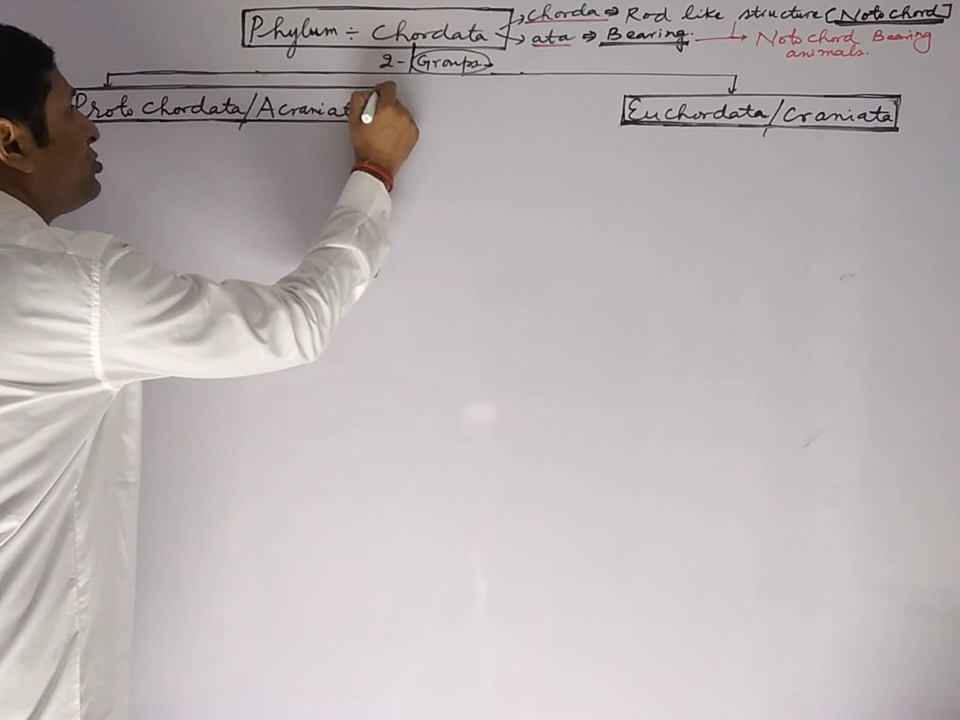 Phylum ÷ Chordata
chorda ⇒ Rod like structure [Notochord]
ata ⇒ Bearing → Notochord Bearing animals.
2- Groups
Proto chordata/Acraniat
Euchordata/Craniata